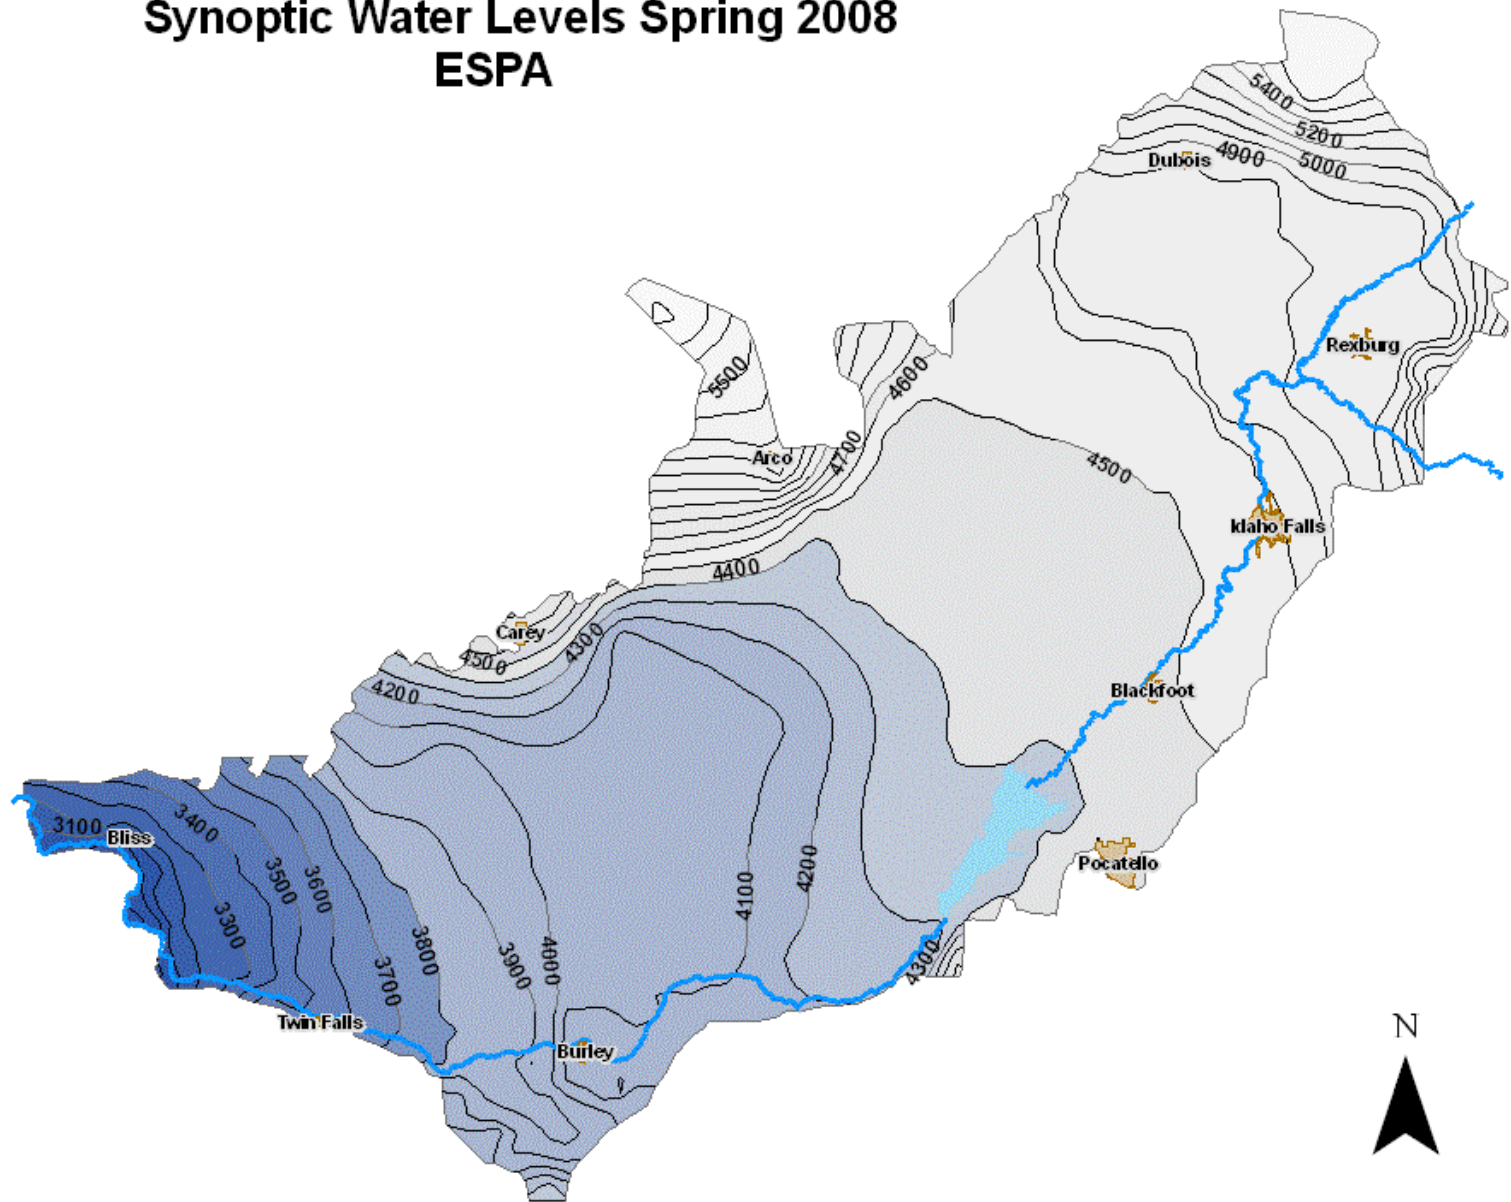 Synoptic Water Levels Spring 2008
ESPA
5400
5200
Dubois
4900
5000
Rexburg
5500
4600
Arco
4700
4500
Idaho Falls
4400
Carey
4300
4500
4200
Blackfoot
3100
Bliss
3400
Pocatello
3500
3600
4200
4100
3300
3800
3900
4000
4300
3700
Twin Falls
Burley
N